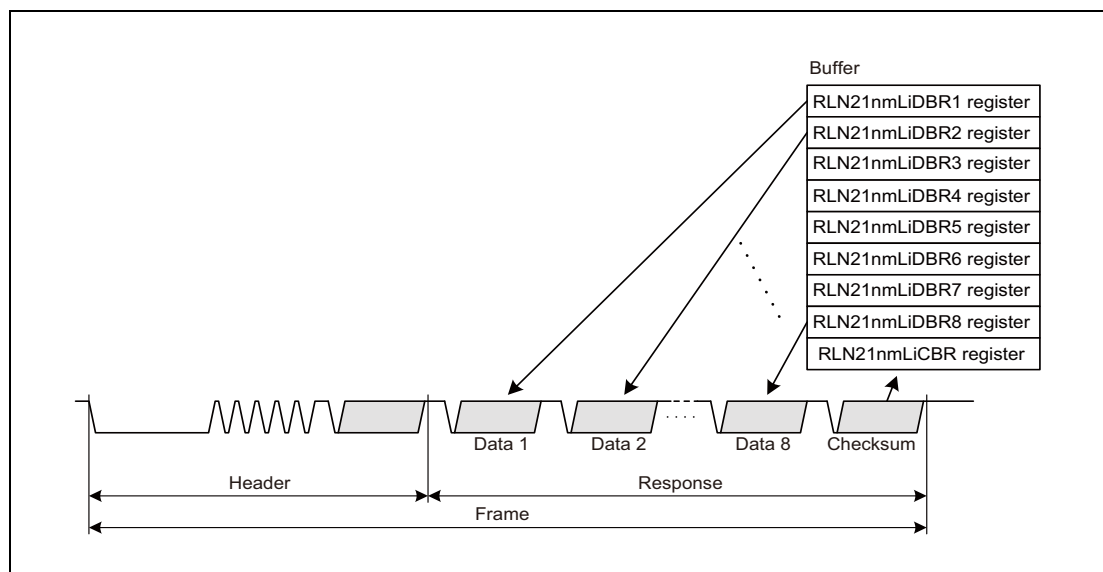 Buffer
RLN21nmLiDBR1 register
RLN21nmLiDBR2 register
RLN21nmLiDBR3 register
RLN21nmLiDBR4 register
RLN21nmLiDBR5 register
RLN21nmLiDBR6 register
RLN21nmLiDBR7 register
RLN21nmLiDBR8 register
RLN21nmLiCBR register
Data 1 Data 2 Data 8 Checksum
Header Response
Frame